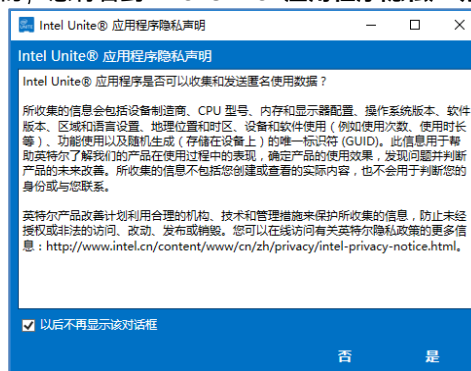 Intel Unite® 应用程序隐私声明
Intel Unite® 应用程序隐私声明
Intel Unite® 应用程序是否可以收集和发送匿名使用数据？
所收集的信息会包括设备制造商、CPU 型号、内存和显示器配置、操作系统版本、软件
版本、区域和语言设置、地理位置和时区、设备和软件使用（例如使用次数、使用时长
等）、功能使用以及随机生成（存储在设备上）的唯一标识符 (GUID)。此信息用于帮
助英特尔了解我们的产品在使用过程中的表现，确定产品的使用效果，发现问题并判断
产品的未来改善。所收集的信息不包括您创建或查看的实际内容，也不会用于判断您的
身份或与您联系。
英特尔产品改善计划利用合理的机构、技术和管理措施来保护所收集的信息，防止未经
授权或非法的访问、改动、发布或销毁。您可以在线访问有关英特尔隐私政策的更多信
息：http://www.intel.cn/content/www/cn/zh/privacy/intel-privacy-notice.html。
以后不再显示该对话框
否 是